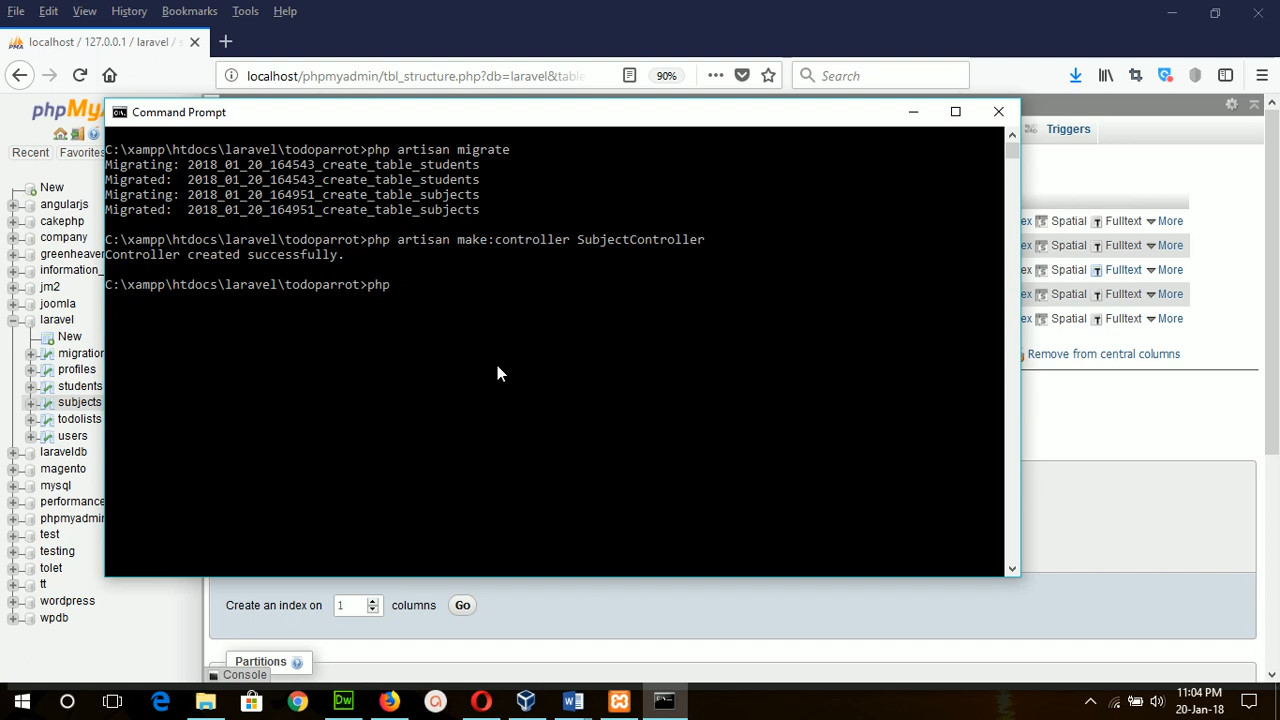 File Edit View History Bookmarks Tools Help
localhost / 127.0.0.1 / laravel / s
localhost/phpmyadmin/tbl_structure.php?db=laravel&table
90%
Search
phpMyA
Recent Favorites
Triggers
Command Prompt
C:\xampp\htdocs\laravel\todoparrot>php artisan migrate
Migrating: 2018_01_20_164543_create_table_students
Migrated:  2018_01_20_164543_create_table_students
Migrating: 2018_01_20_164951_create_table_subjects
Migrated:  2018_01_20_164951_create_table_subjects
C:\xampp\htdocs\laravel\todoparrot>php artisan make:controller SubjectController
Controller created successfully.
C:\xampp\htdocs\laravel\todoparrot>php
New
angularjs
cakephp
company
greenheaven
information_
jm2
joomla
laravel
New
migration
profiles
students
subjects
todolists
users
laraveldb
magento
mysql
performance
phpmyadmin
test
testing
tolet
tt
wordpress
wpdb
ex Spatial Fulltext More
ex Spatial Fulltext More
ex Spatial Fulltext More
ex Spatial Fulltext More
ex Spatial Fulltext More
Remove from central columns
Create an index on 1 columns Go
Partitions
Console
11:04 PM
20-Jan-18